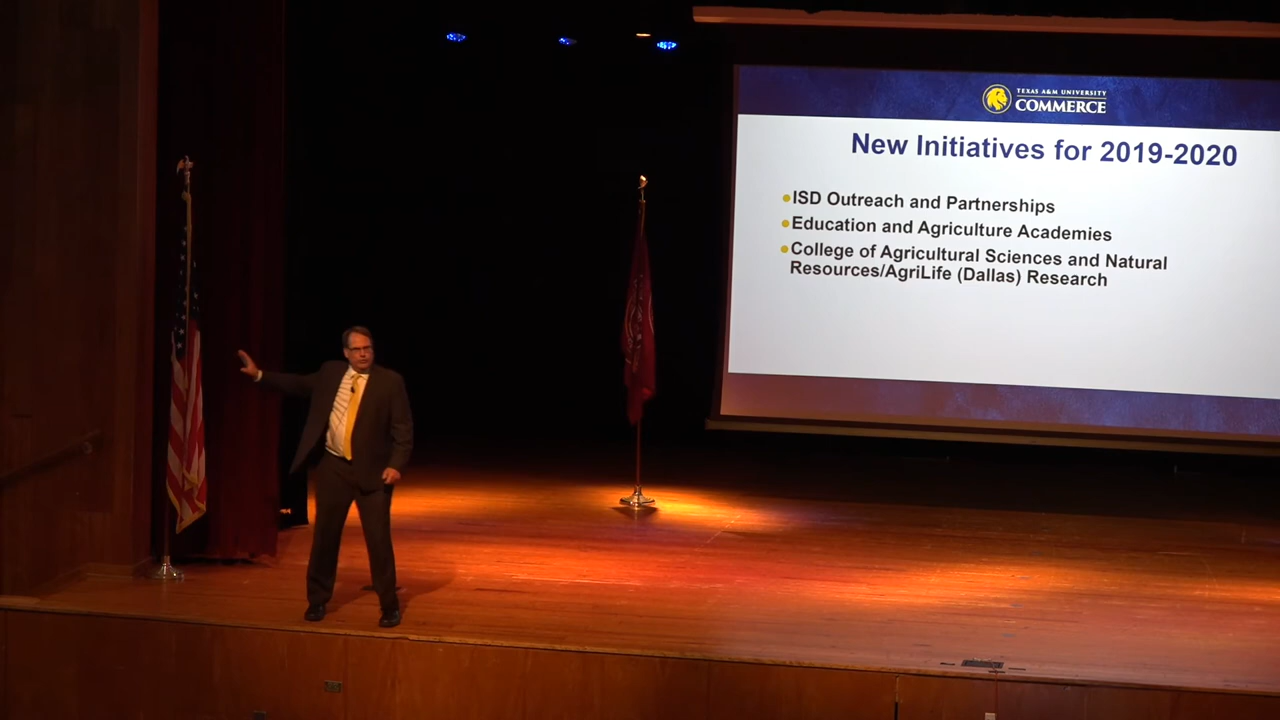 TEXAS A&M UNIVERSITY
COMMERCE
New Initiatives for 2019-2020
•ISD Outreach and Partnerships
•Education and Agriculture Academies
•College of Agricultural Sciences and Natural
Resources/AgriLife (Dallas) Research